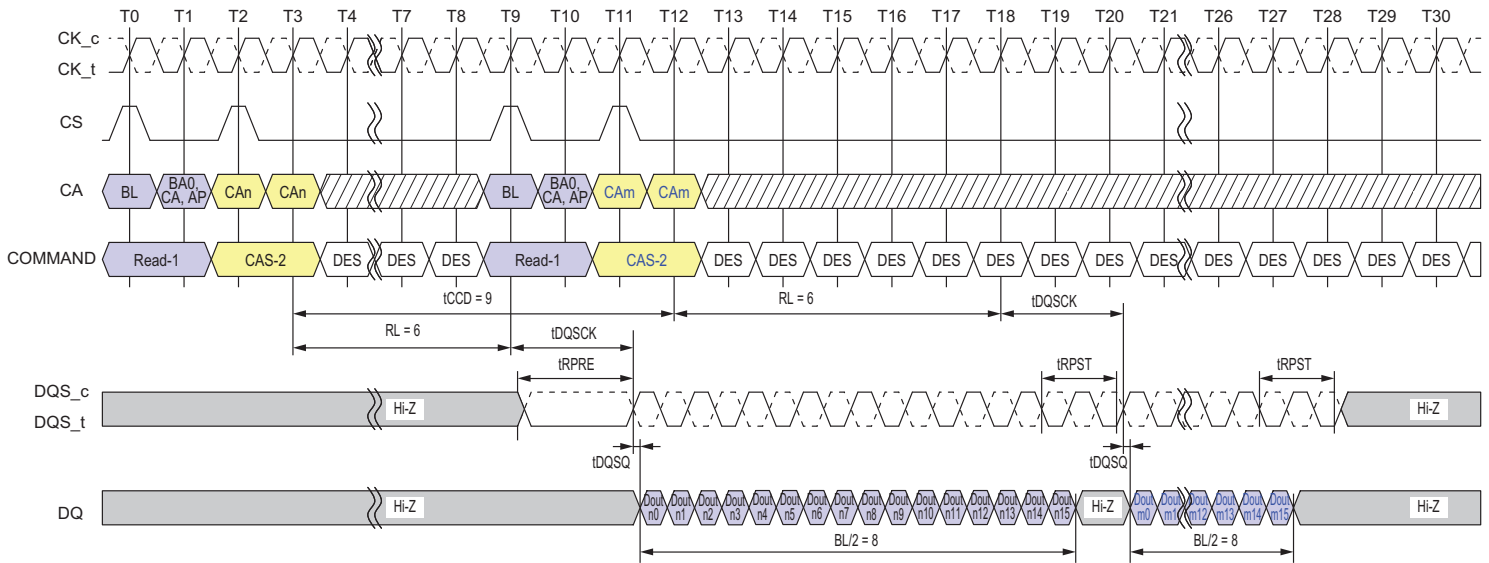 T0 T1 T2 T3 T4 T7 T8 T9 T10 T11 T12 T13 T14 T15 T16 T17 T18 T19 T20 T21 T26 T27 T28 T29 T30
CK_c
CK_t
CS
CA BL BA0, CA, AP CAn CAn BL BA0, CA, AP CAm CAm
COMMAND Read-1 CAS-2 DES DES DES Read-1 CAS-2 DES DES DES DES DES DES DES DES DES DES DES DES DES DES
tCCD = 9 RL = 6 tDQSCK
RL = 6 tDQSCK
tRPRE tRPST tRPST
DQS_c
DQS_t
Hi-Z Hi-Z
tDQSQ tDQSQ
DQ Hi-Z Dout n0 Dout n1 Dout n2 Dout n3 Dout n4 Dout n5 Dout n6 Dout n7 Dout n8 Dout n9 Dout n10 Dout n11 Dout n12 Dout n13 Dout n14 Dout n15 Hi-Z Dout m0 Dout m1 Dout m12 Dout m13 Dout m14 Dout m15 Hi-Z
BL/2 = 8 BL/2 = 8